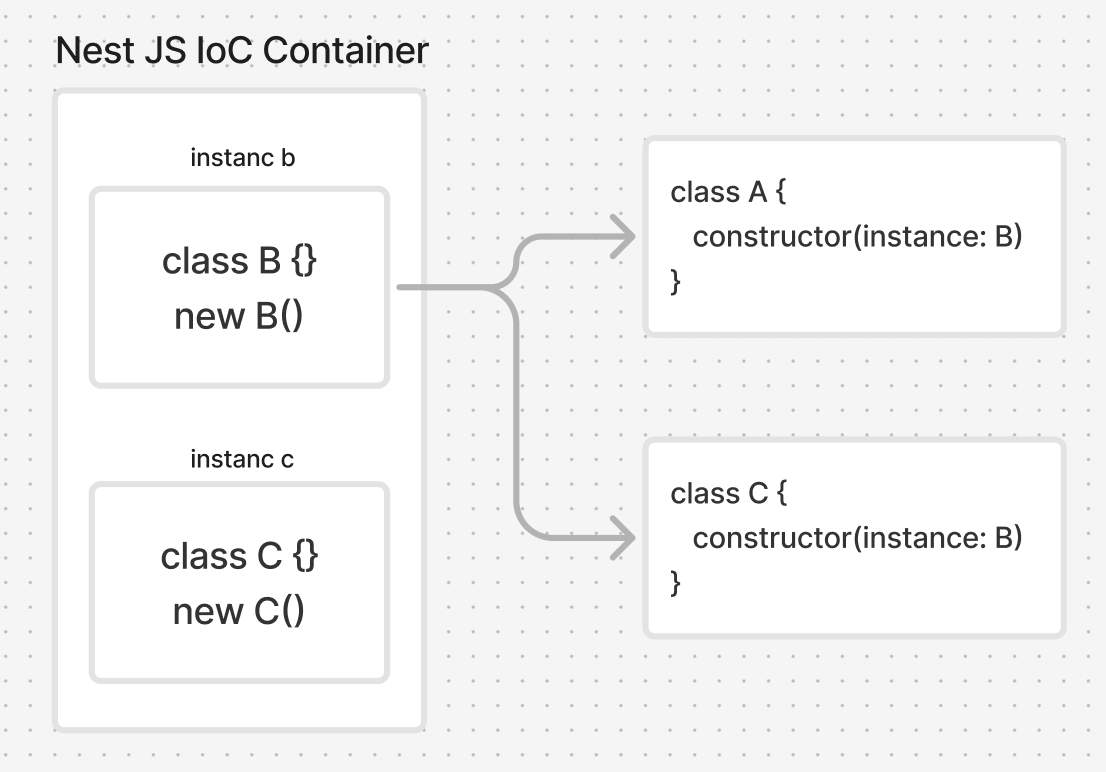 Nest JS IoC Container
instanc b
class B {}
new B()
instanc c
class C {}
new C()
class A {
constructor(instance: B)
}
class C {
constructor(instance: B)
}